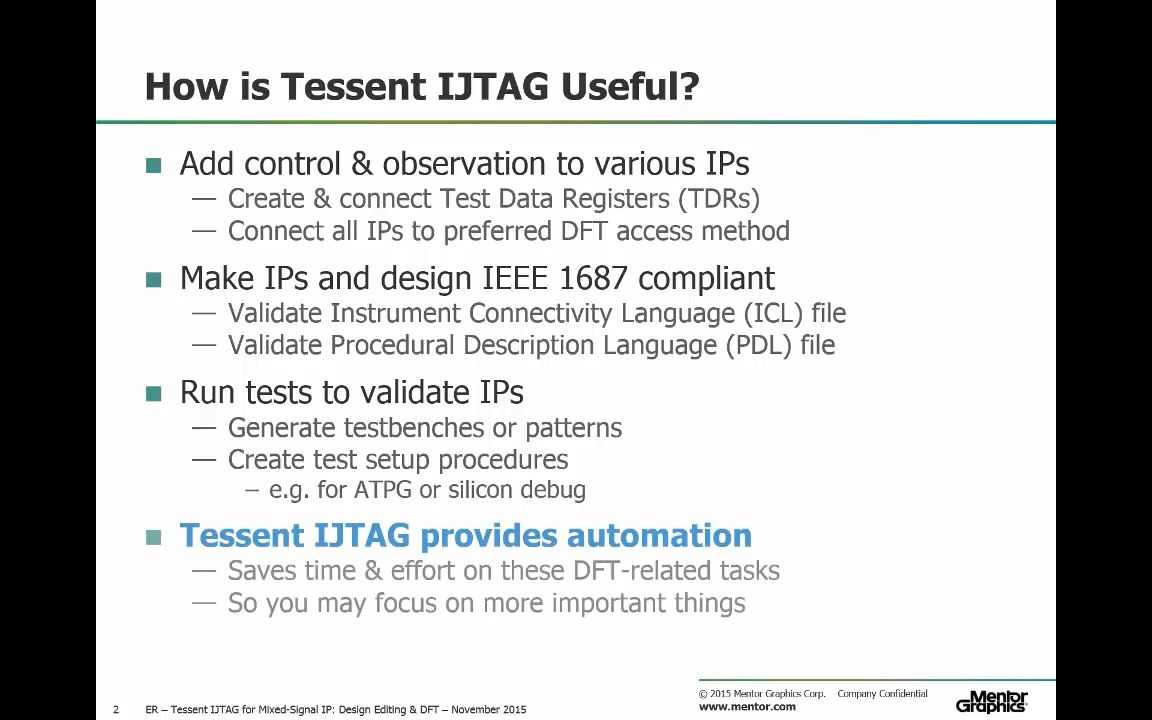 How is Tessent IJTAG Useful?
Add control & observation to various IPs
— Create & connect Test Data Registers (TDRs)
— Connect all IPs to preferred DFT access method
Make IPs and design IEEE 1687 compliant
— Validate Instrument Connectivity Language (ICL) file
— Validate Procedural Description Language (PDL) file
Run tests to validate IPs
— Generate testbenches or patterns
— Create test setup procedures
– e.g. for ATPG or silicon debug
Tessent IJTAG provides automation
— Saves time & effort on these DFT-related tasks
— So you may focus on more important things
2 ER – Tessent IJTAG for Mixed-Signal IP: Design Editing & DFT – November 2015
© 2015 Mentor Graphics Corp. Company Confidential
www.mentor.com
Mentor
Graphics